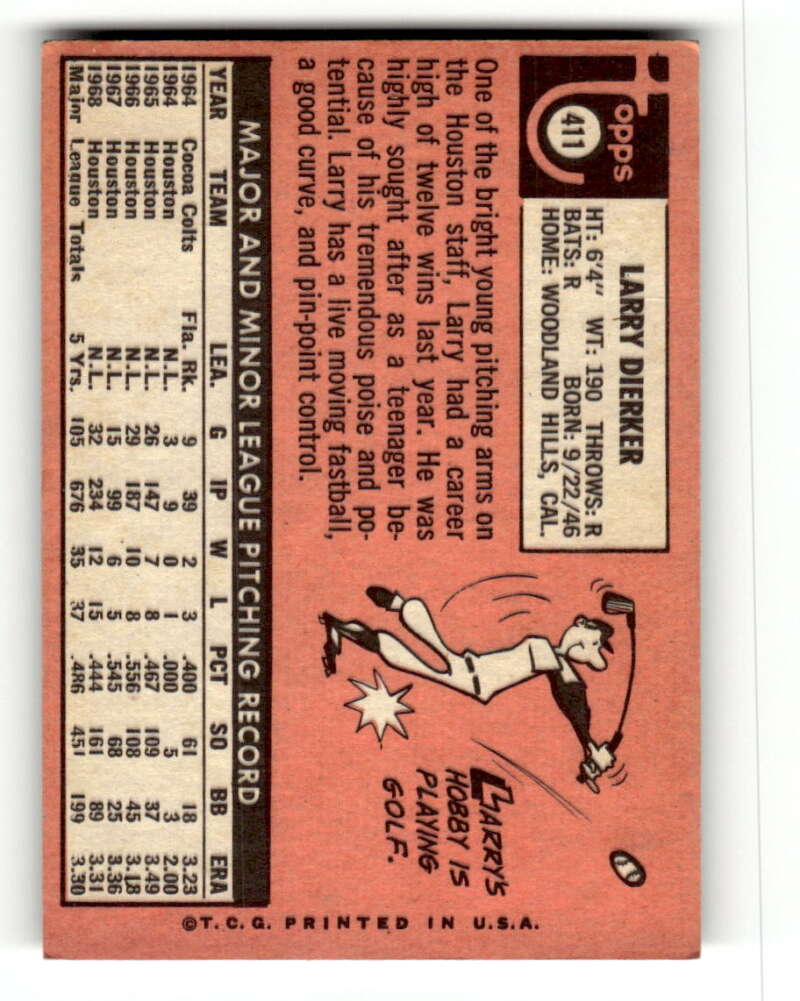 Topps
411
LARRY DIERKER
HT: 6'4" WT: 190 THROWS: R
BATS: R BORN: 9/22/46
HOME: WOODLAND HILLS, CAL.
One of the bright young pitching arms on
the Houston staff, Larry had a career
high of twelve wins last year. He was
highly sought after as a teenager be-
cause of his tremendous poise and po-
tential. Larry has a live moving fastball,
a good curve, and pin-point control.
LARRY'S
HOBBY IS
PLAYING
GOLF.
MAJOR AND MINOR LEAGUE PITCHING RECORD
YEAR TEAM LEA. G IP W L PCT SO BB ERA
1964 Cocoa Colts Fla. Rk. 9 39 2 3 .400 61 18 3.23
1964 Houston N.L. 3 9 0 1 .000 5 3 2.00
1965 Houston N.L. 26 147 7 8 .467 109 37 3.49
1966 Houston N.L. 29 187 10 8 .556 108 45 3.18
1967 Houston N.L. 15 99 6 5 .545 68 25 3.36
1968 Houston N.L. 32 234 12 15 .444 161 89 3.31
Major League Totals 5 Yrs. 105 676 35 37 .486 451 199 3.30
©T.C.G. PRINTED IN U.S.A.